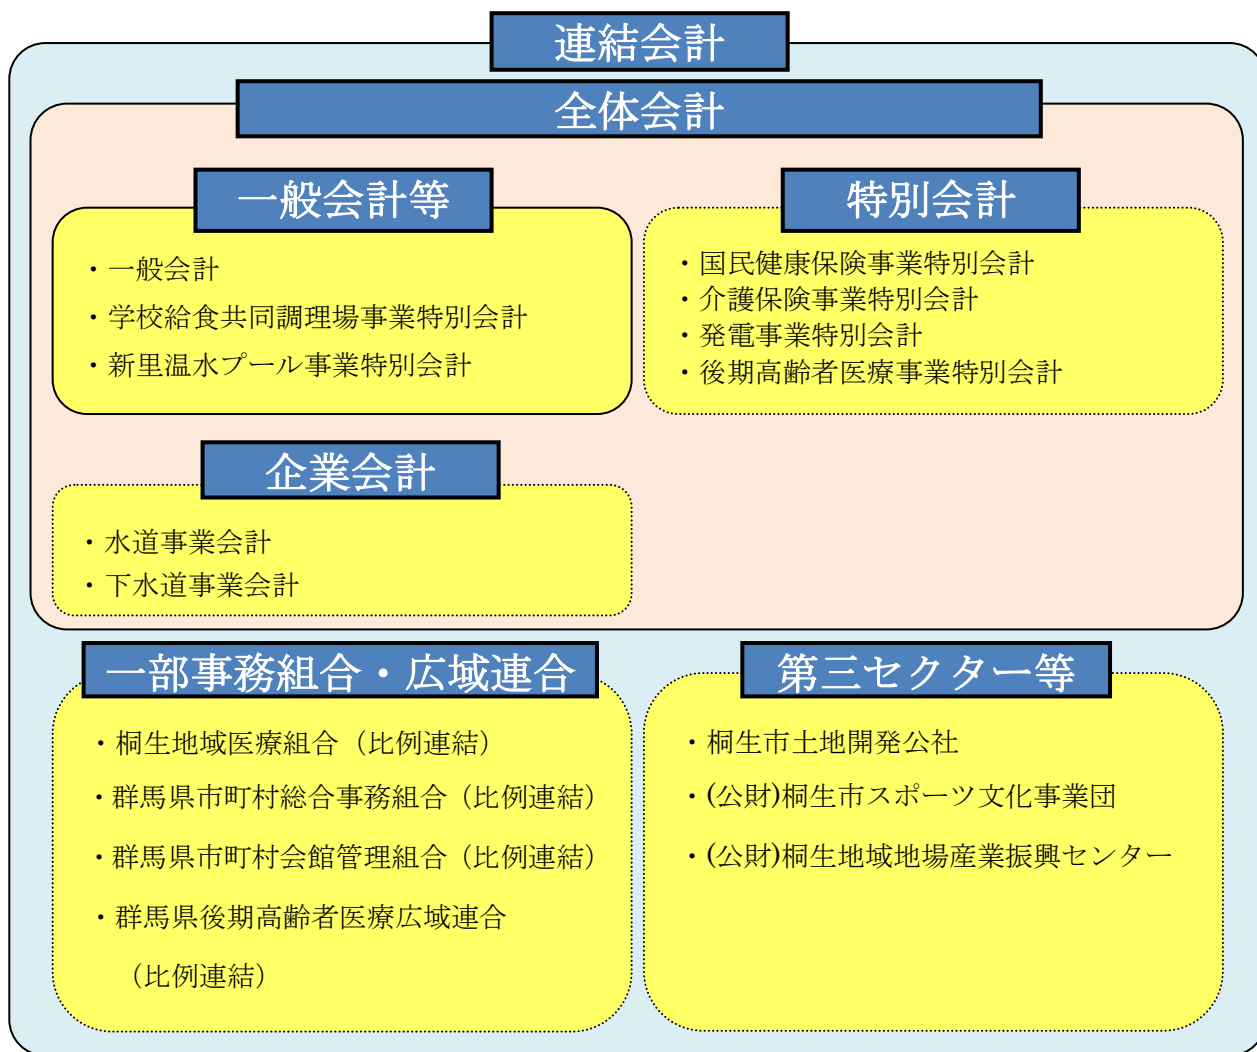 連結会計
全体会計
一般会計等
・一般会計
・学校給食共同調理場事業特別会計
・新里温水プール事業特別会計
特別会計
・国民健康保険事業特別会計
・介護保険事業特別会計
・発電事業特別会計
・後期高齢者医療事業特別会計
企業会計
・水道事業会計
・下水道事業会計
一部事務組合・広域連合
・桐生地域医療組合（比例連結）
・群馬県市町村総合事務組合（比例連結）
・群馬県市町村会館管理組合（比例連結）
・群馬県後期高齢者医療広域連合
（比例連結）
第三セクター等
・桐生市土地開発公社
・(公財)桐生市スポーツ文化事業団
・(公財)桐生地域地場産業振興センター